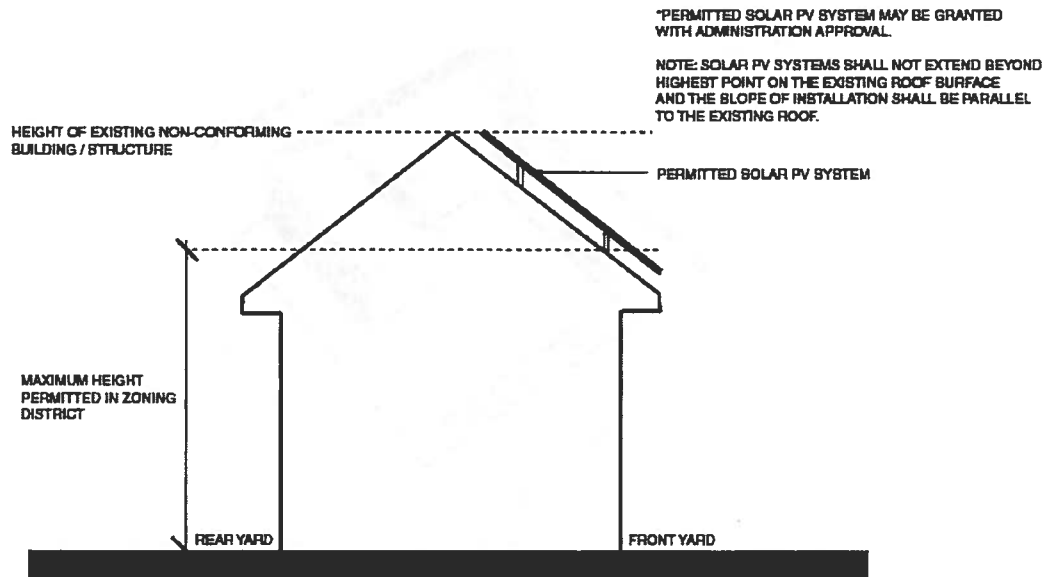 *PERMITTED SOLAR PV SYSTEM MAY BE GRANTED
WITH ADMINISTRATION APPROVAL.
NOTE: SOLAR PV SYSTEMS SHALL NOT EXTEND BEYOND
HIGHEST POINT ON THE EXISTING ROOF SURFACE
AND THE SLOPE OF INSTALLATION SHALL BE PARALLEL
TO THE EXISTING ROOF.
HEIGHT OF EXISTING NON-CONFORMING
BUILDING / STRUCTURE
PERMITTED SOLAR PV SYSTEM
MAXIMUM HEIGHT
PERMITTED IN ZONING
DISTRICT
REAR YARD
FRONT YARD